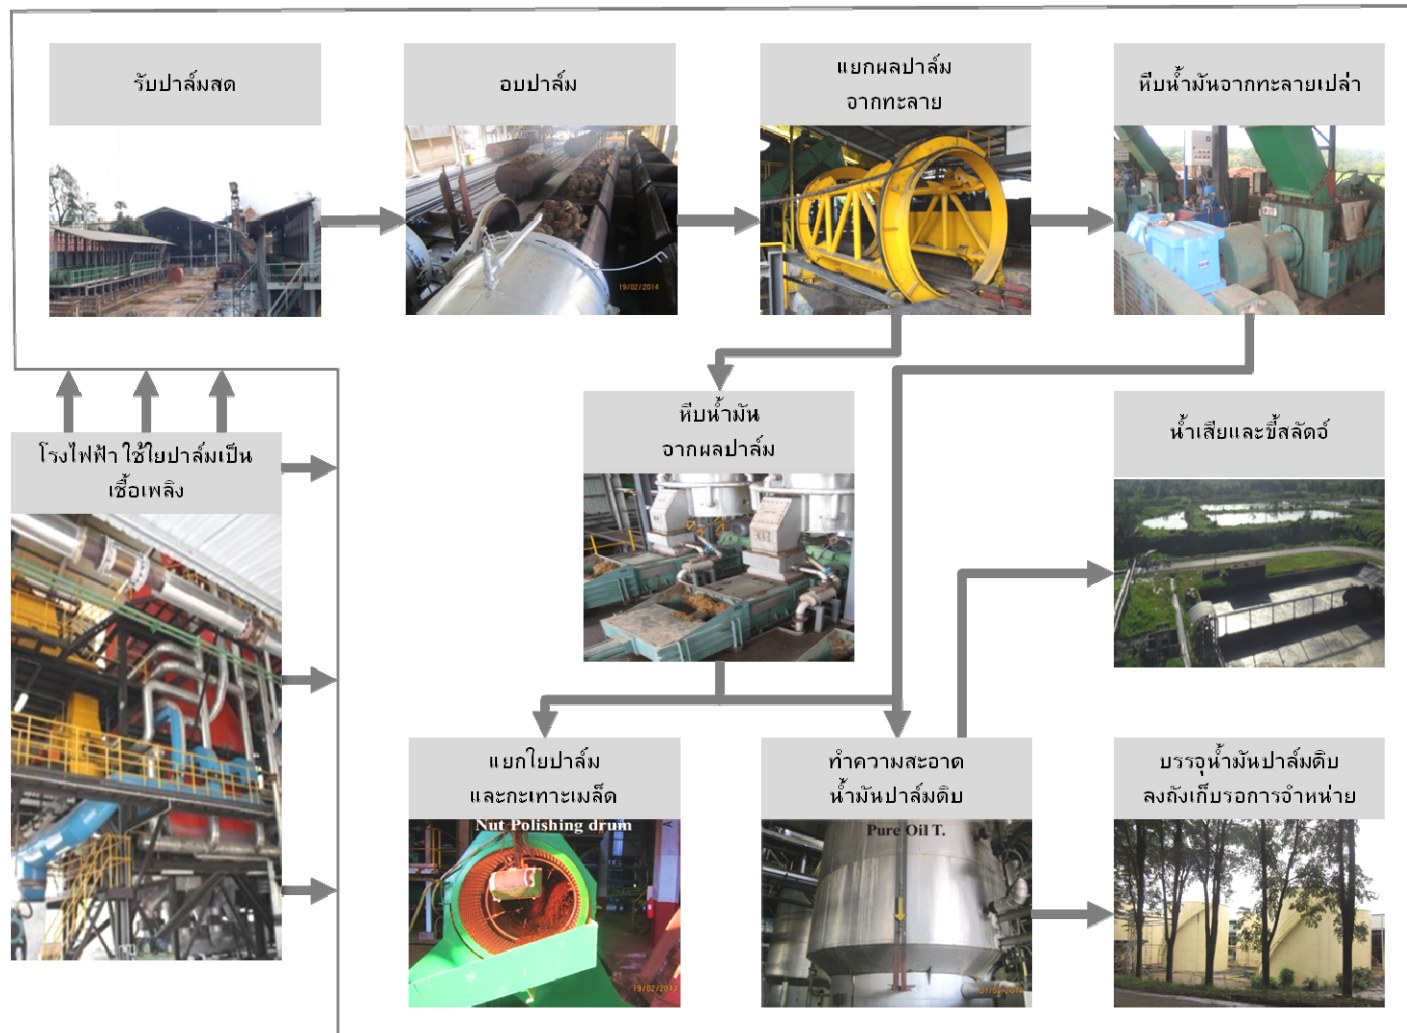 รับปาล์มสด
อบปาล์ม
แยกผลปาล์ม
จากทะลาย
หีบน้ำมันจากทะลายเปล่า
19/02/2014
หีบน้ำมัน
จากผลปาล์ม
น้ำเสียและขี้สลัดจ์
โรงไฟฟ้า ใช้ใยปาล์มเป็น
เชื้อเพลิง
แยกใยปาล์ม
และกะเทาะเมล็ด
Nut Polishing drum
19/02/2014
ทำความสะอาด
น้ำมันปาล์มดิบ
Pure Oil T.
บรรจุน้ำมันปาล์มดิบ
ลงถังเก็บรอการจำหน่าย